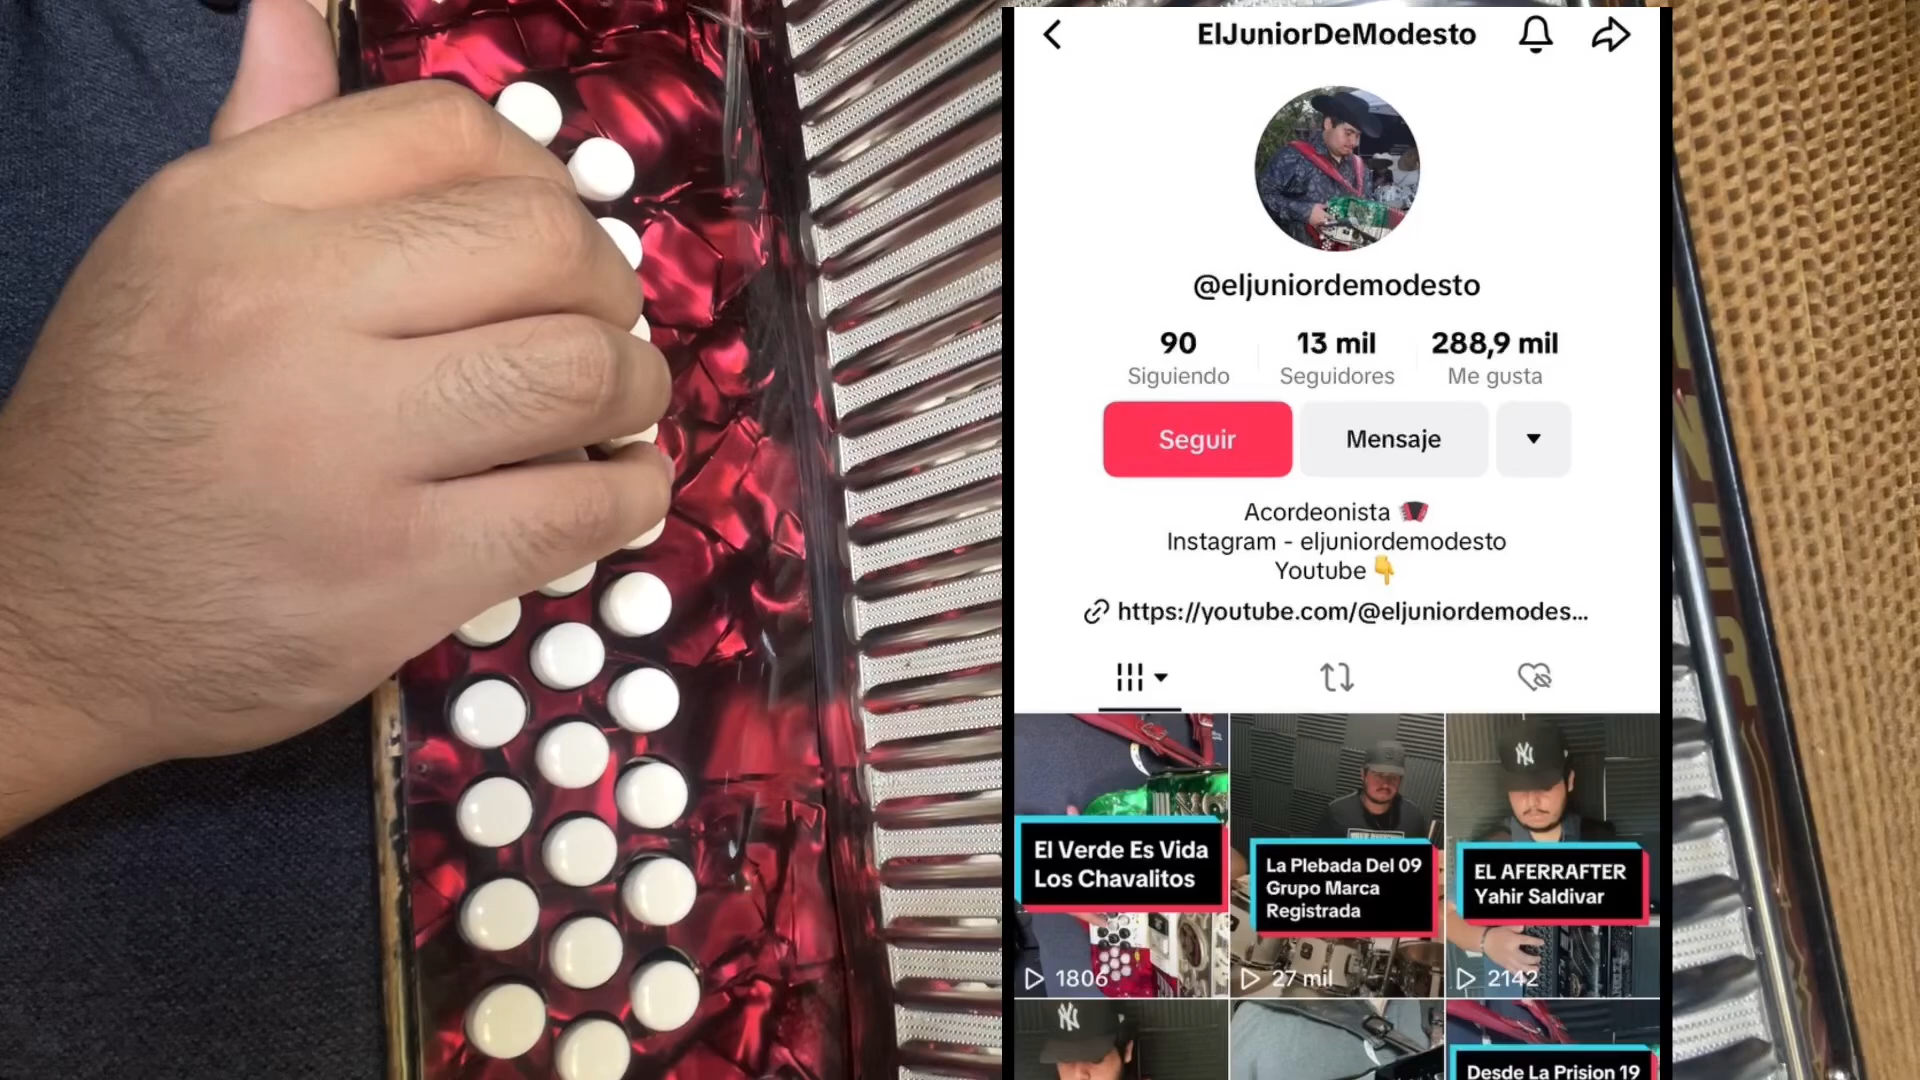 ElJuniorDeModesto
@eljuniordemodesto
90
Siguiendo
13 mil
Seguidores
288,9 mil
Me gusta
Seguir
Mensaje
Acordeonista
Instagram - eljuniordemodesto
Youtube
https://youtube.com/@eljuniordemodes...
El Verde Es Vida
Los Chavalitos
1806
La Plebada Del 09
Grupo Marca
Registrada
27 mil
NY
EL AFERRAFTER
Yahir Saldivar
2142
NY
Desde La Prision 19